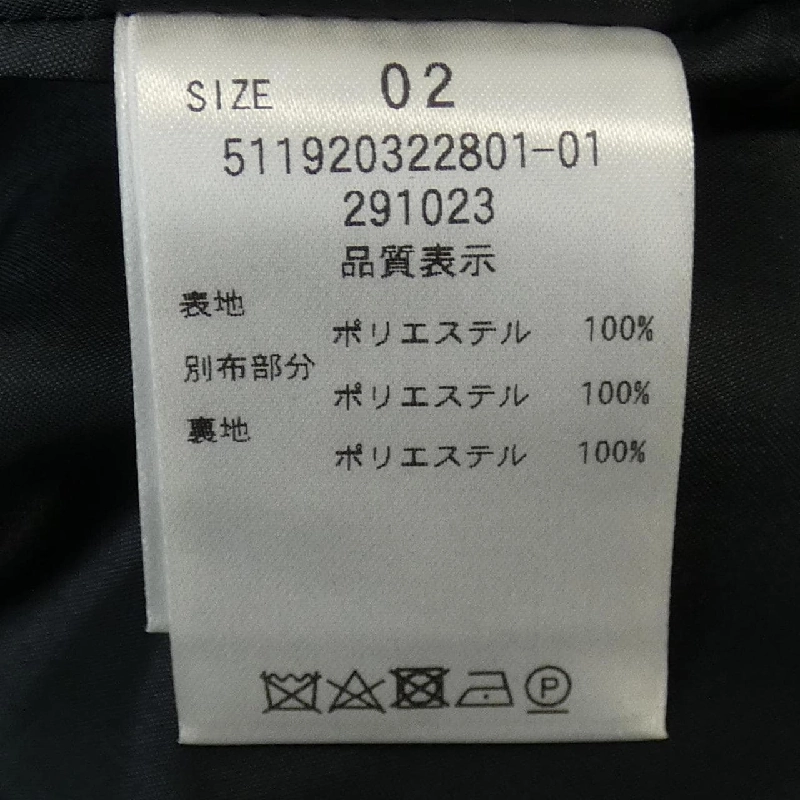 SIZE 02
511920322801-01
291023
品質表示
表地
ポリエステル 100%
別布部分
ポリエステル 100%
裏地
ポリエステル 100%
P